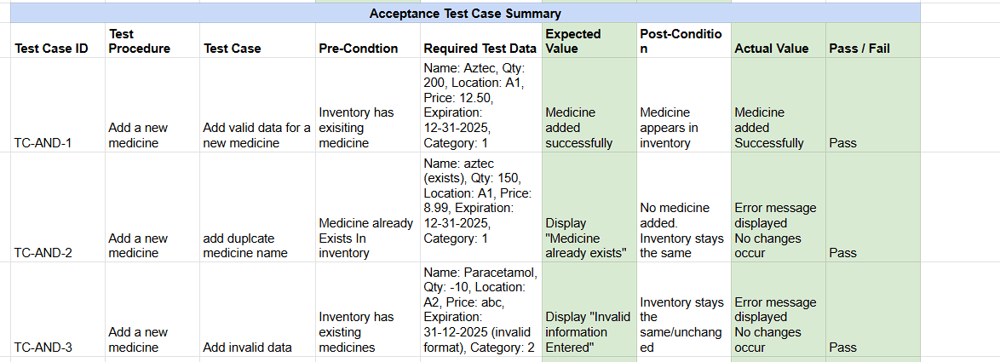 Acceptance Test Case Summary
Test Case ID
Test
Procedure
Test Case
Pre-Condtion
Required Test Data
Expected
Value
Post-Conditio
n
Actual Value
Pass / Fail
TC-AND-1
Add a new
medicine
Add valid data for a
new medicine
Inventory has
exisiting
medicine
Name: Aztec, Qty:
200, Location: A1,
Price: 12.50,
Expiration:
12-31-2025,
Category: 1
Medicine
added
successfully
Medicine
appears in
inventory
Medicine
added
Successfully
Pass
TC-AND-2
Add a new
medicine
add duplcate
medicine name
Medicine already
Exists In
inventory
Name: aztec
(exists), Qty: 150,
Location: A1, Price:
8.99, Expiration:
12-31-2025,
Category: 1
Display
"Medicine
already exists"
No medicine
added.
Inventory stays
the same
Error message
displayed
No changes
occur
Pass
TC-AND-3
Add a new
medicine
Add invalid data
Inventory has
existing
medicines
Name: Paracetamol,
Qty: -10, Location:
A2, Price: abc,
Expiration:
31-12-2025 (invalid
format), Category: 2
Display "Invalid
information
Entered"
Inventory stays
the
same/unchang
ed
Error message
displayed
No changes
occur
Pass